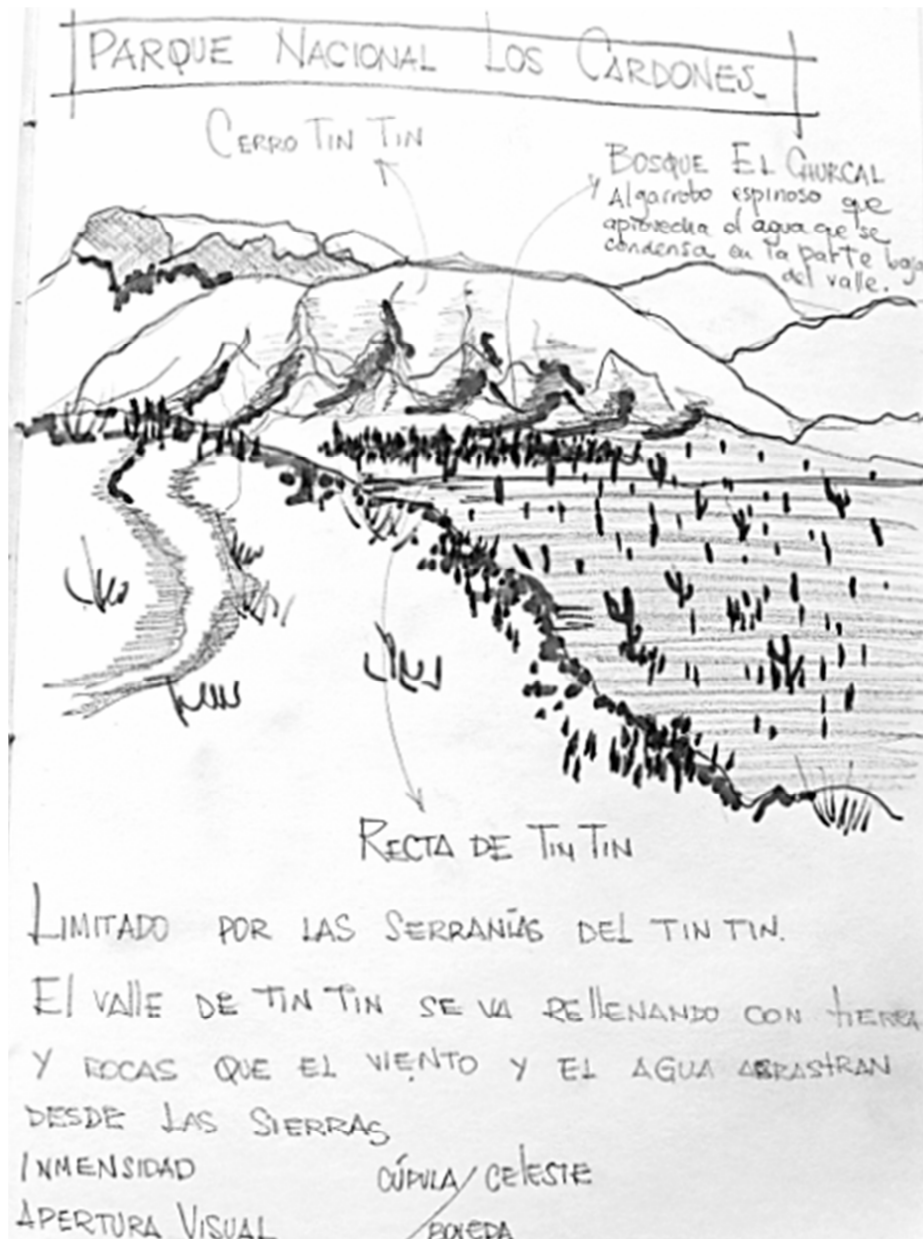 PARQUE NACIONAL LOS CARDONES
CERRO TIN TIN
BOSQUE EL CHURCAL
Algarrobo espinoso que
aprovecha el agua qe se
condensa en la parte baja
del valle.
RECTA DE TIN TIN
LIMITADO POR LAS SERRANÍAS DEL TIN TIN.
El VALLE DE TIN TIN SE VA RELLENANDO CON tIERRA
Y ROCAS QUE EL VIENTO Y EL AGUA ARRASTRAN
DESDE LAS SIERRAS
INMENSIDAD
CÚPULA / CELESTE
APERTURA VISUAL
BOVEDA